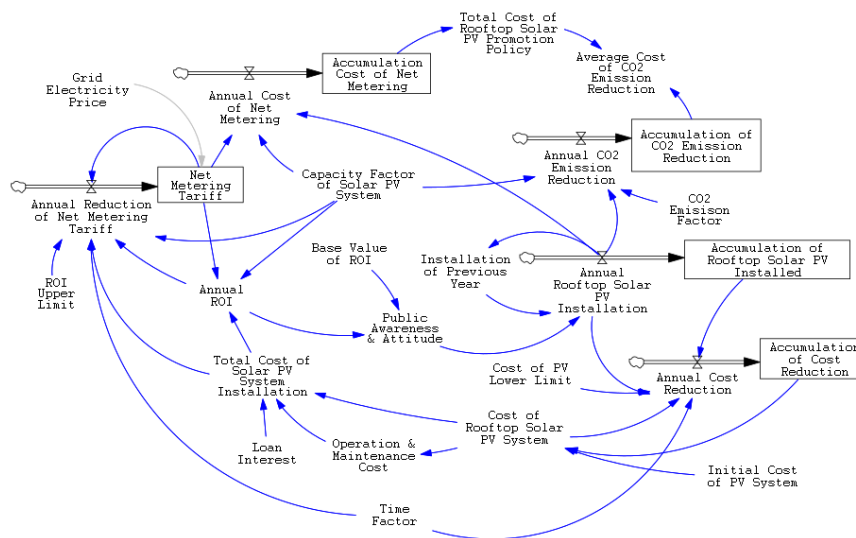 Total Cost of
Rooftop Solar
PV Promotion
Policy
Accumulation
Cost of Net
Metering
Average Cost
of CO2
Emission
Reduction
Grid
Electricity
Price
Annual Cost
of Net
Metering
Accumulation of
CO2 Emission
Reduction
Annual CO2
Emission
Reduction
Net
Metering
Tariff
Capacity Factor
of Solar PV
System
CO2
Emisison
Factor
Annual Reduction
of Net Metering
Tariff
Base Value
of ROI
Installation
of Previous
Year
Accumulation of
Rooftop Solar PV
Installed
Annual
Rooftop Solar
PV
Installation
ROI
Upper
Limit
Annual
ROI
Public
Awareness
& Attitude
Accumulation
of Cost
Reduction
Total Cost of
Solar PV
System
Installation
Cost of PV
Lower Limit
Annual Cost
Reduction
Cost of
Rooftop Solar
PV System
Loan
Interest
Operation &
Maintenance
Cost
Initial Cost
of PV System
Time
Factor